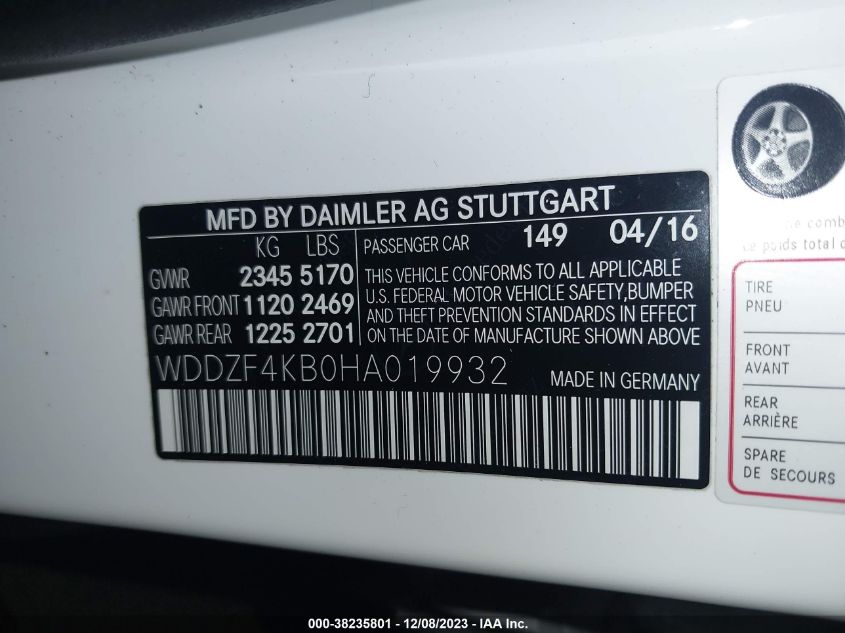 MFD BY DAIMLER AG STUTTGART
KG LBS
GVWR 2345 5170
GAWR FRONT 1120 2469
GAWR REAR 1225 2701
PASSENGER CAR 149 04/16
THIS VEHICLE CONFORMS TO ALL APPLICABLE
U.S. FEDERAL MOTOR VEHICLE SAFETY,BUMPER
AND THEFT PREVENTION STANDARDS IN EFFECT
ON THE DATE OF MANUFACTURE SHOWN ABOVE
WDDZF4KB0HA019932 MADE IN GERMANY
le poids total
TIRE
PNEU
FRONT
AVANT
REAR
ARRIÈRE
SPARE
DE SECOURS
000-38235801 - 12/08/2023 - IAA Inc.